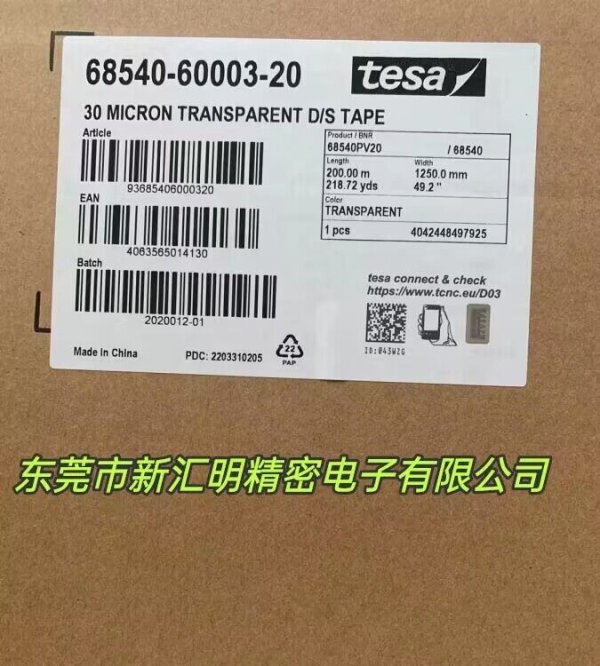 68540-60003-20
tesa
30 MICRON TRANSPARENT D/S TAPE
Article
93685406000320
EAN
4063565014130
Batch
2020012-01
Product / BNR
68540PV20 / 68540
Length Width
200.00 m 1250.0 mm
218.72 yds 49.2 "
Color
TRANSPARENT
1 pcs 4042448497925
tesa connect & check
https://www.tcnc.eu/D03
ID:043WZG
Made in China
PDC: 2203310205
22
PAP
东莞市新汇明精密电子有限公司